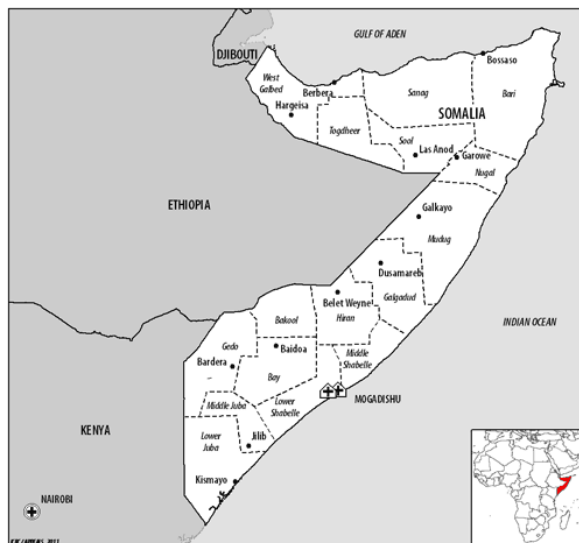 GULF OF ADEN
DJIBOUTI
Bossaso
West
Galbed
Berbera
Sanag
Bari
Hargeisa
SOMALIA
Togdheer
Sool
Las Anod
Garowe
Nugal
ETHIOPIA
Galkayo
Mudug
Dusamareb
Belet Weyne
Galgadud
Hiran
INDIAN OCEAN
Bakool
Gedo
Baidoa
Middle
Shabelle
Bardera
Bay
MOGADISHU
Middle Juba
Lower
Shabelle
KENYA
Lower
Juba
Jilib
Kismayo
NAIROBI